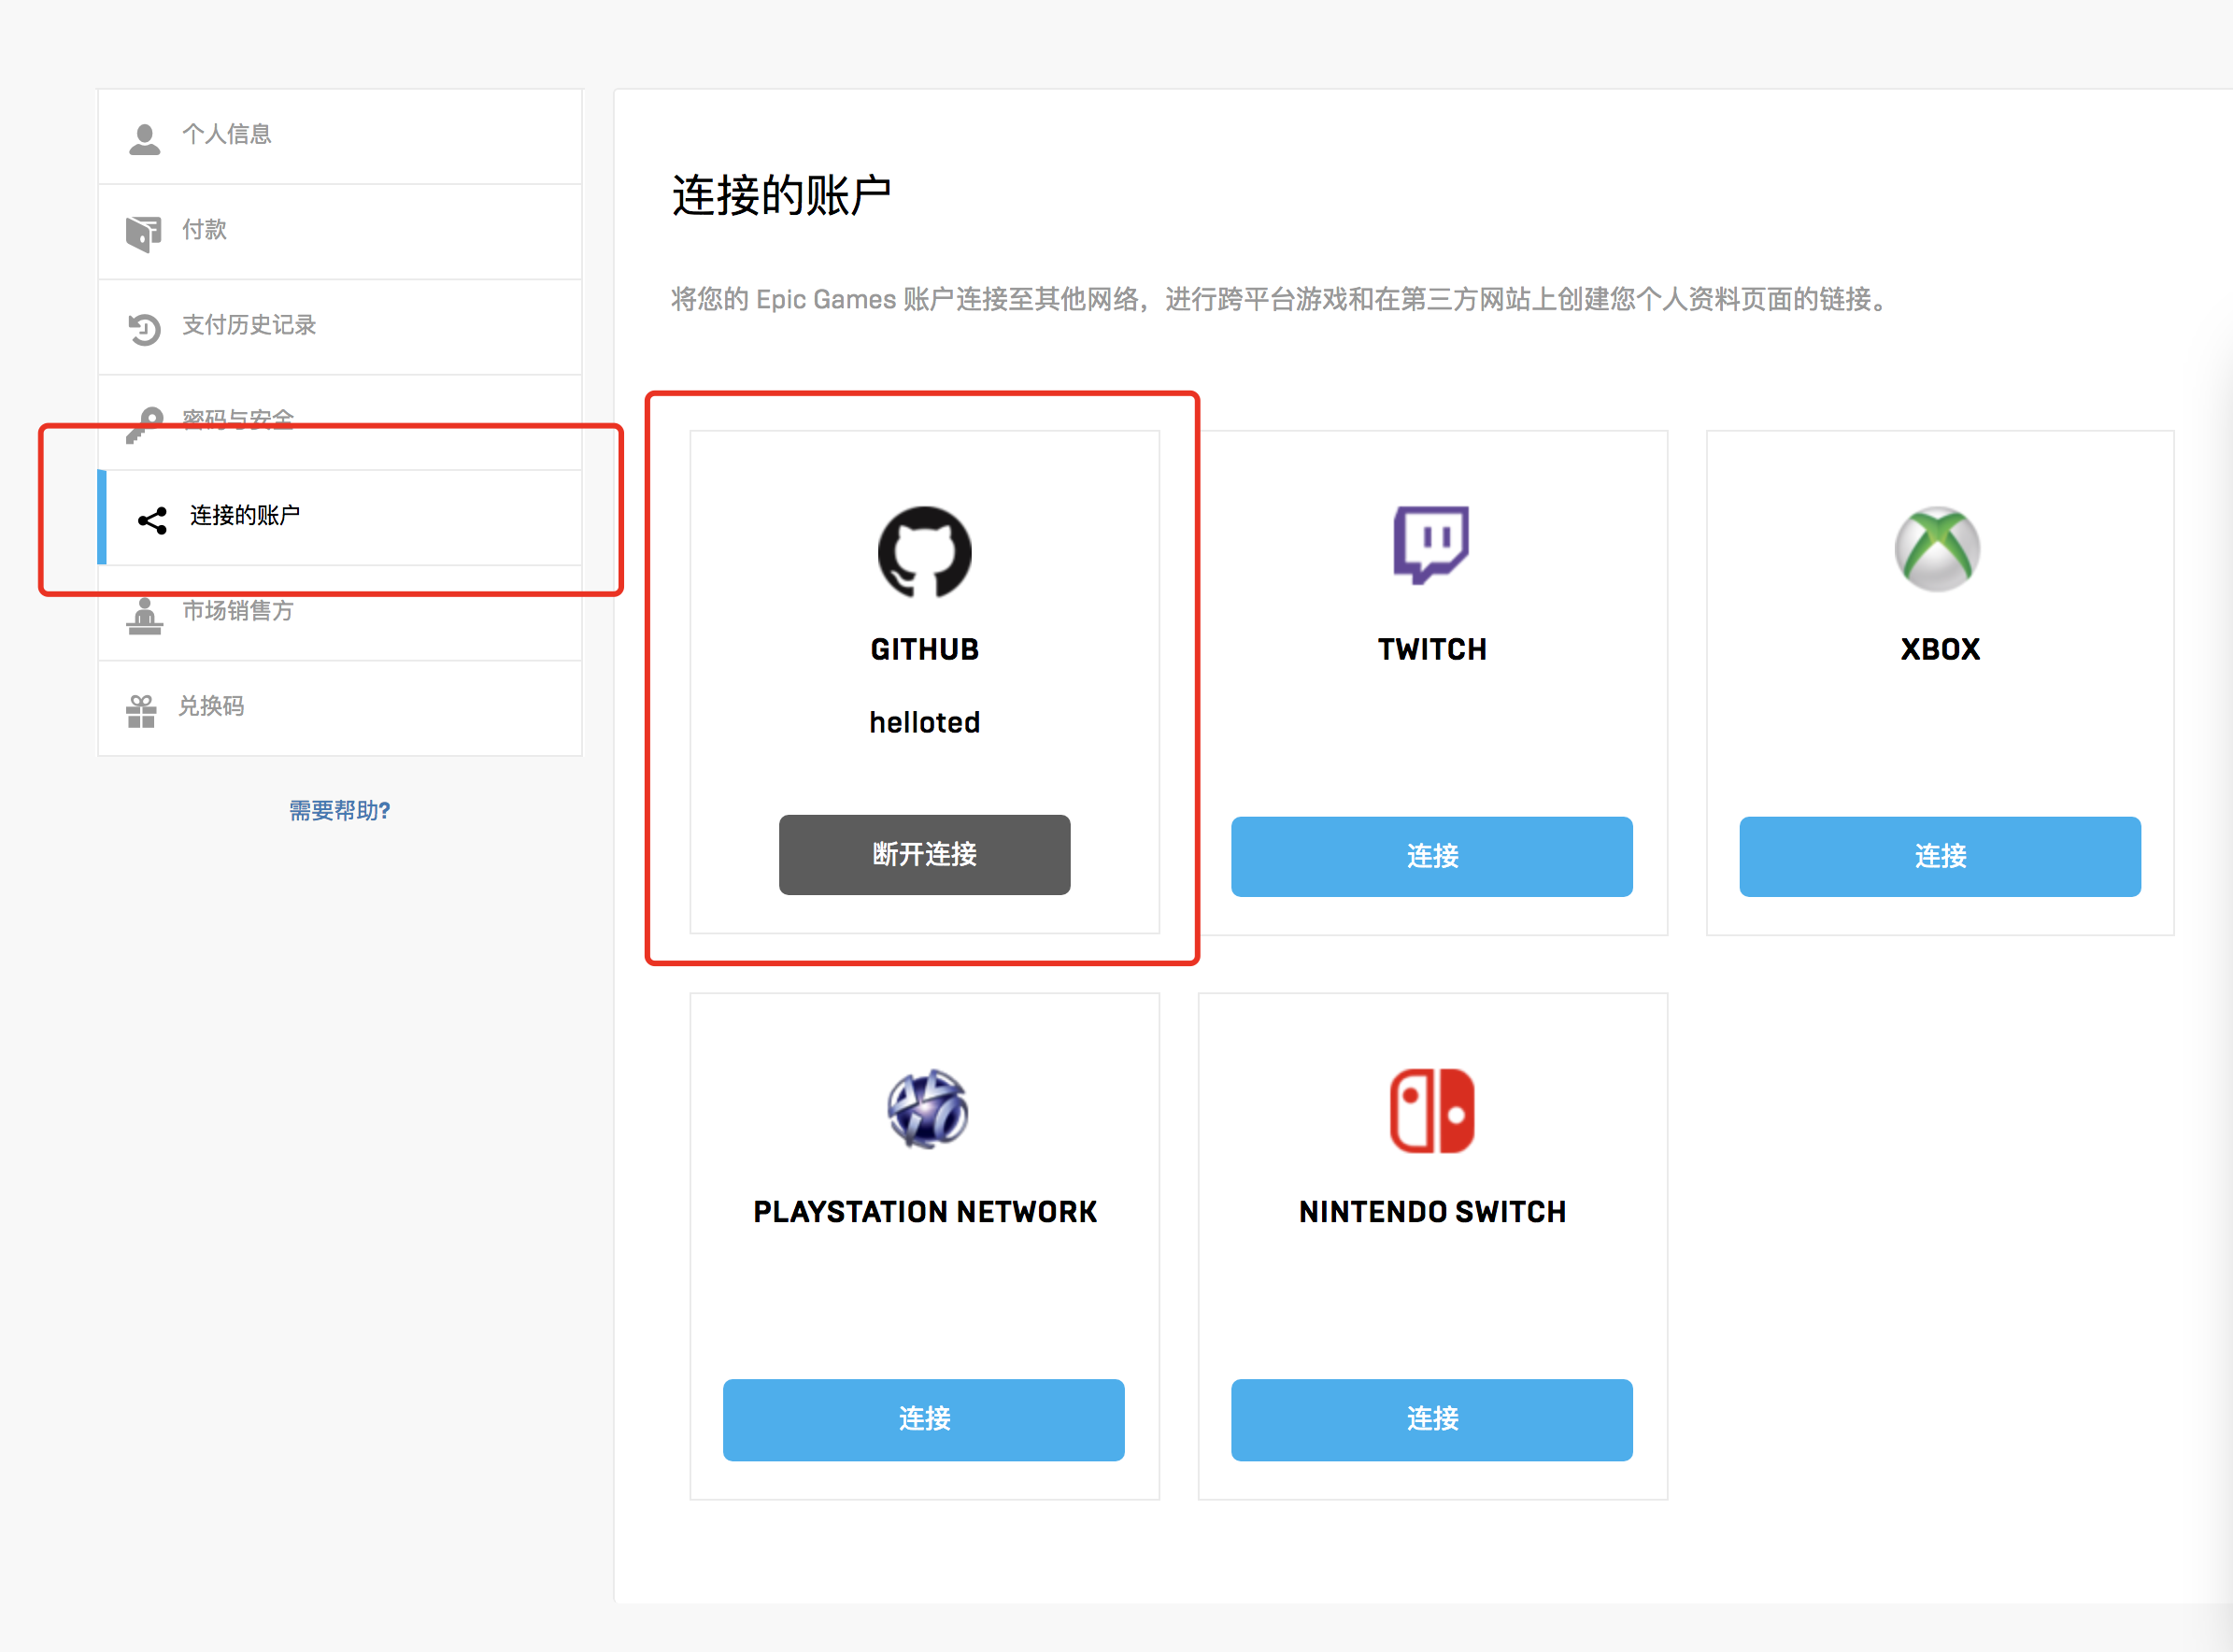 个人信息
付款
支付历史记录
密码与安全
连接的账户
市场销售方
兑换码
需要帮助?
连接的账户
将您的 Epic Games 账户连接至其他网络，进行跨平台游戏和在第三方网站上创建您个人资料页面的链接。
GITHUB
helloted
断开连接
TWITCH
连接
XBOX
连接
PLAYSTATION NETWORK
连接
NINTENDO SWITCH
连接